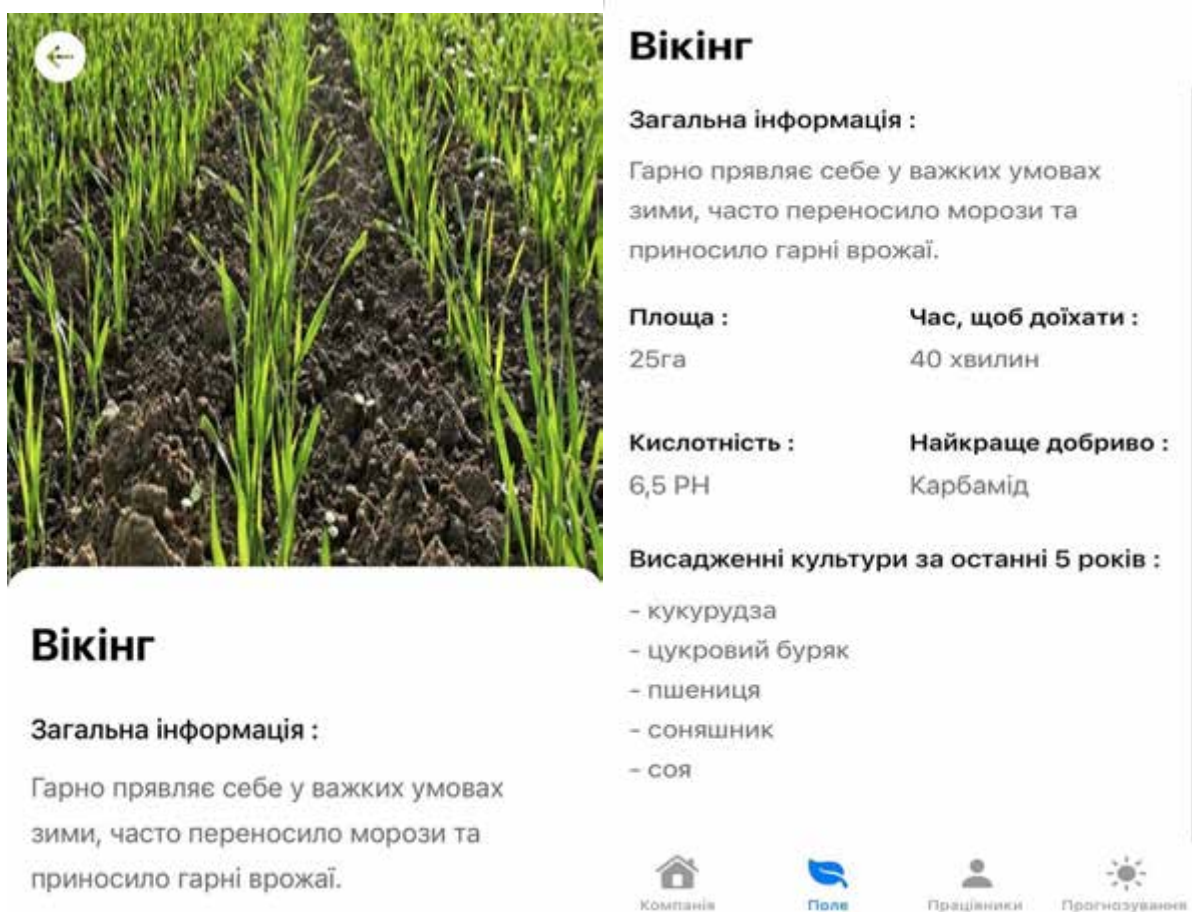 Вікінг
Загальна інформація :
Гарно прявляє себе у важких умовах
зими, часто переносило морози та
приносило гарні врожаї.
Вікінг
Загальна інформація :
Гарно прявляє себе у важких умовах
зими, часто переносило морози та
приносило гарні врожаї.
Площа : Час, щоб доїхати :
25га 40 хвилин
Кислотність : Найкраще добриво :
6,5 PH Карбамід
Висадженні культури за останні 5 років :
- кукурудза
- цукровий буряк
- пшениця
- соняшник
- соя
Компанія Поле Працівники Прогнозування